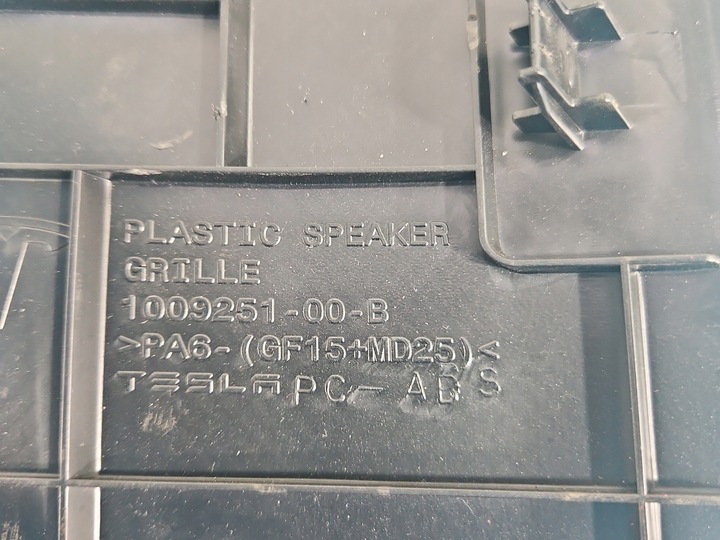 PLASTIC SPEAKER
GRILLE
1009251-00-B
>PA6-(GF15+MD25)<
TESLA PC-ABS